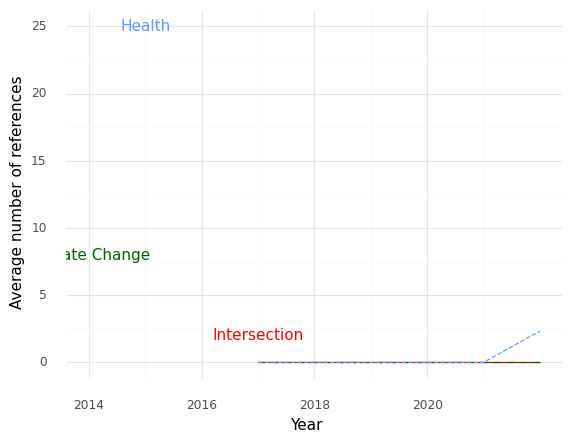 Average number of references
25
20
15
10
5
0
Health
ate Change
Intersection
2014
2016
2018
2020
Year